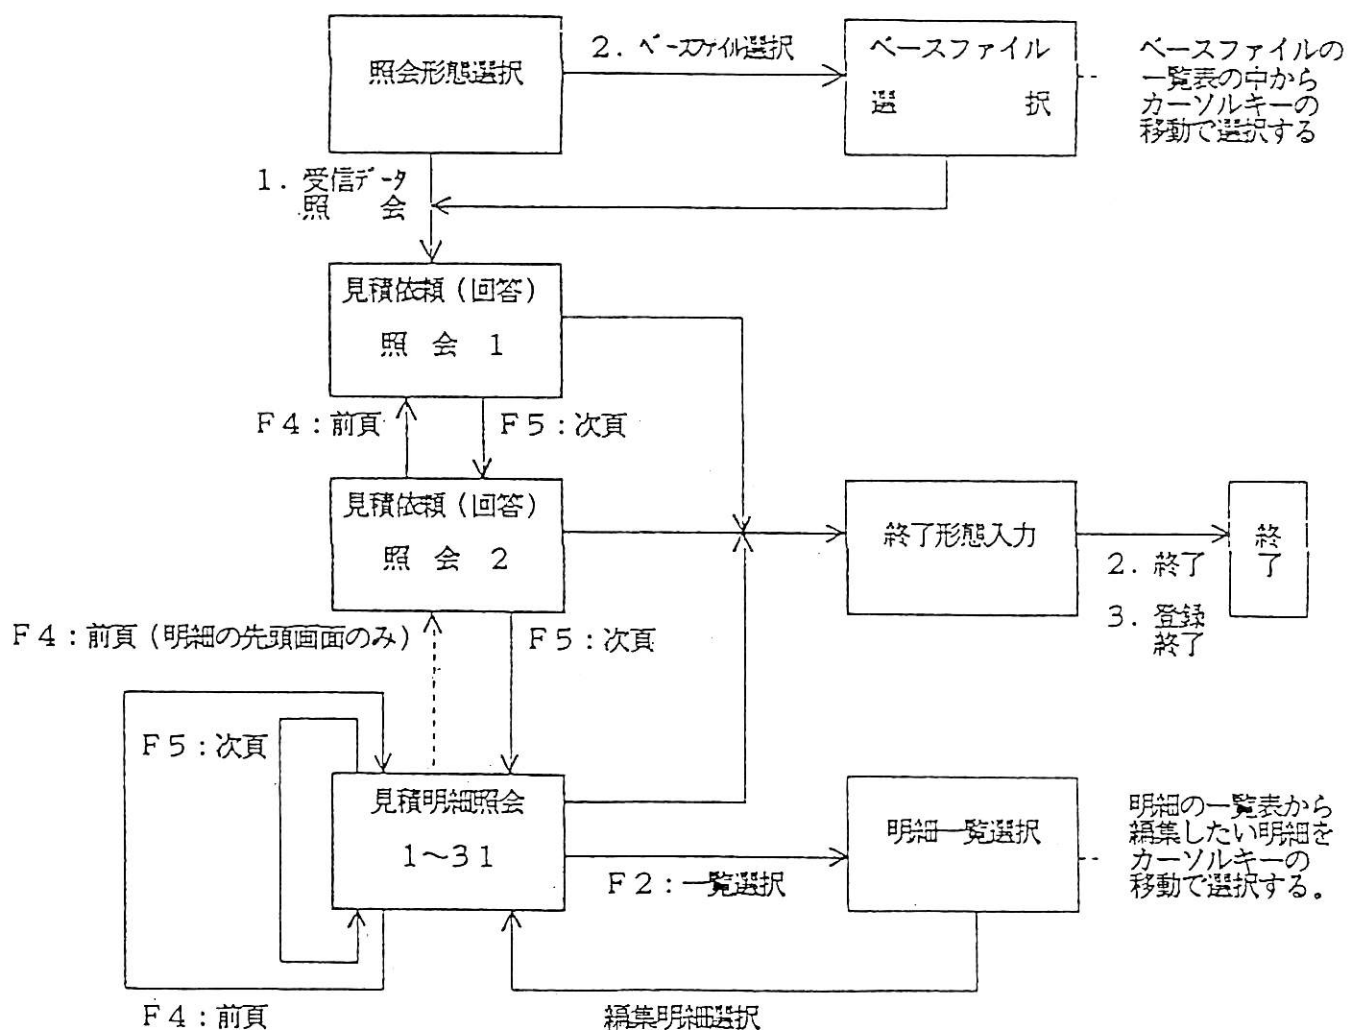 照会形態選択
2．ベースファイル選択
ベースファイル
選　　　択
ベースファイルの
一覧表の中から
カーソルキーの
移動で選択する
1．受信データ
照　　会
見積依頼（回答）
照　会　1
F4：前頁
F5：次頁
見積依頼（回答）
照　会　2
終了形態入力
2．終了
3．登録
終了
終
了
F4：前頁（明細の先頭画面のみ）
F5：次頁
F5：次頁
見積明細照会
1～31
F2：一覧選択
明細一覧選択
明細の一覧表から
編集したい明細を
カーソルキーの
移動で選択する。
F4：前頁
編集明細選択